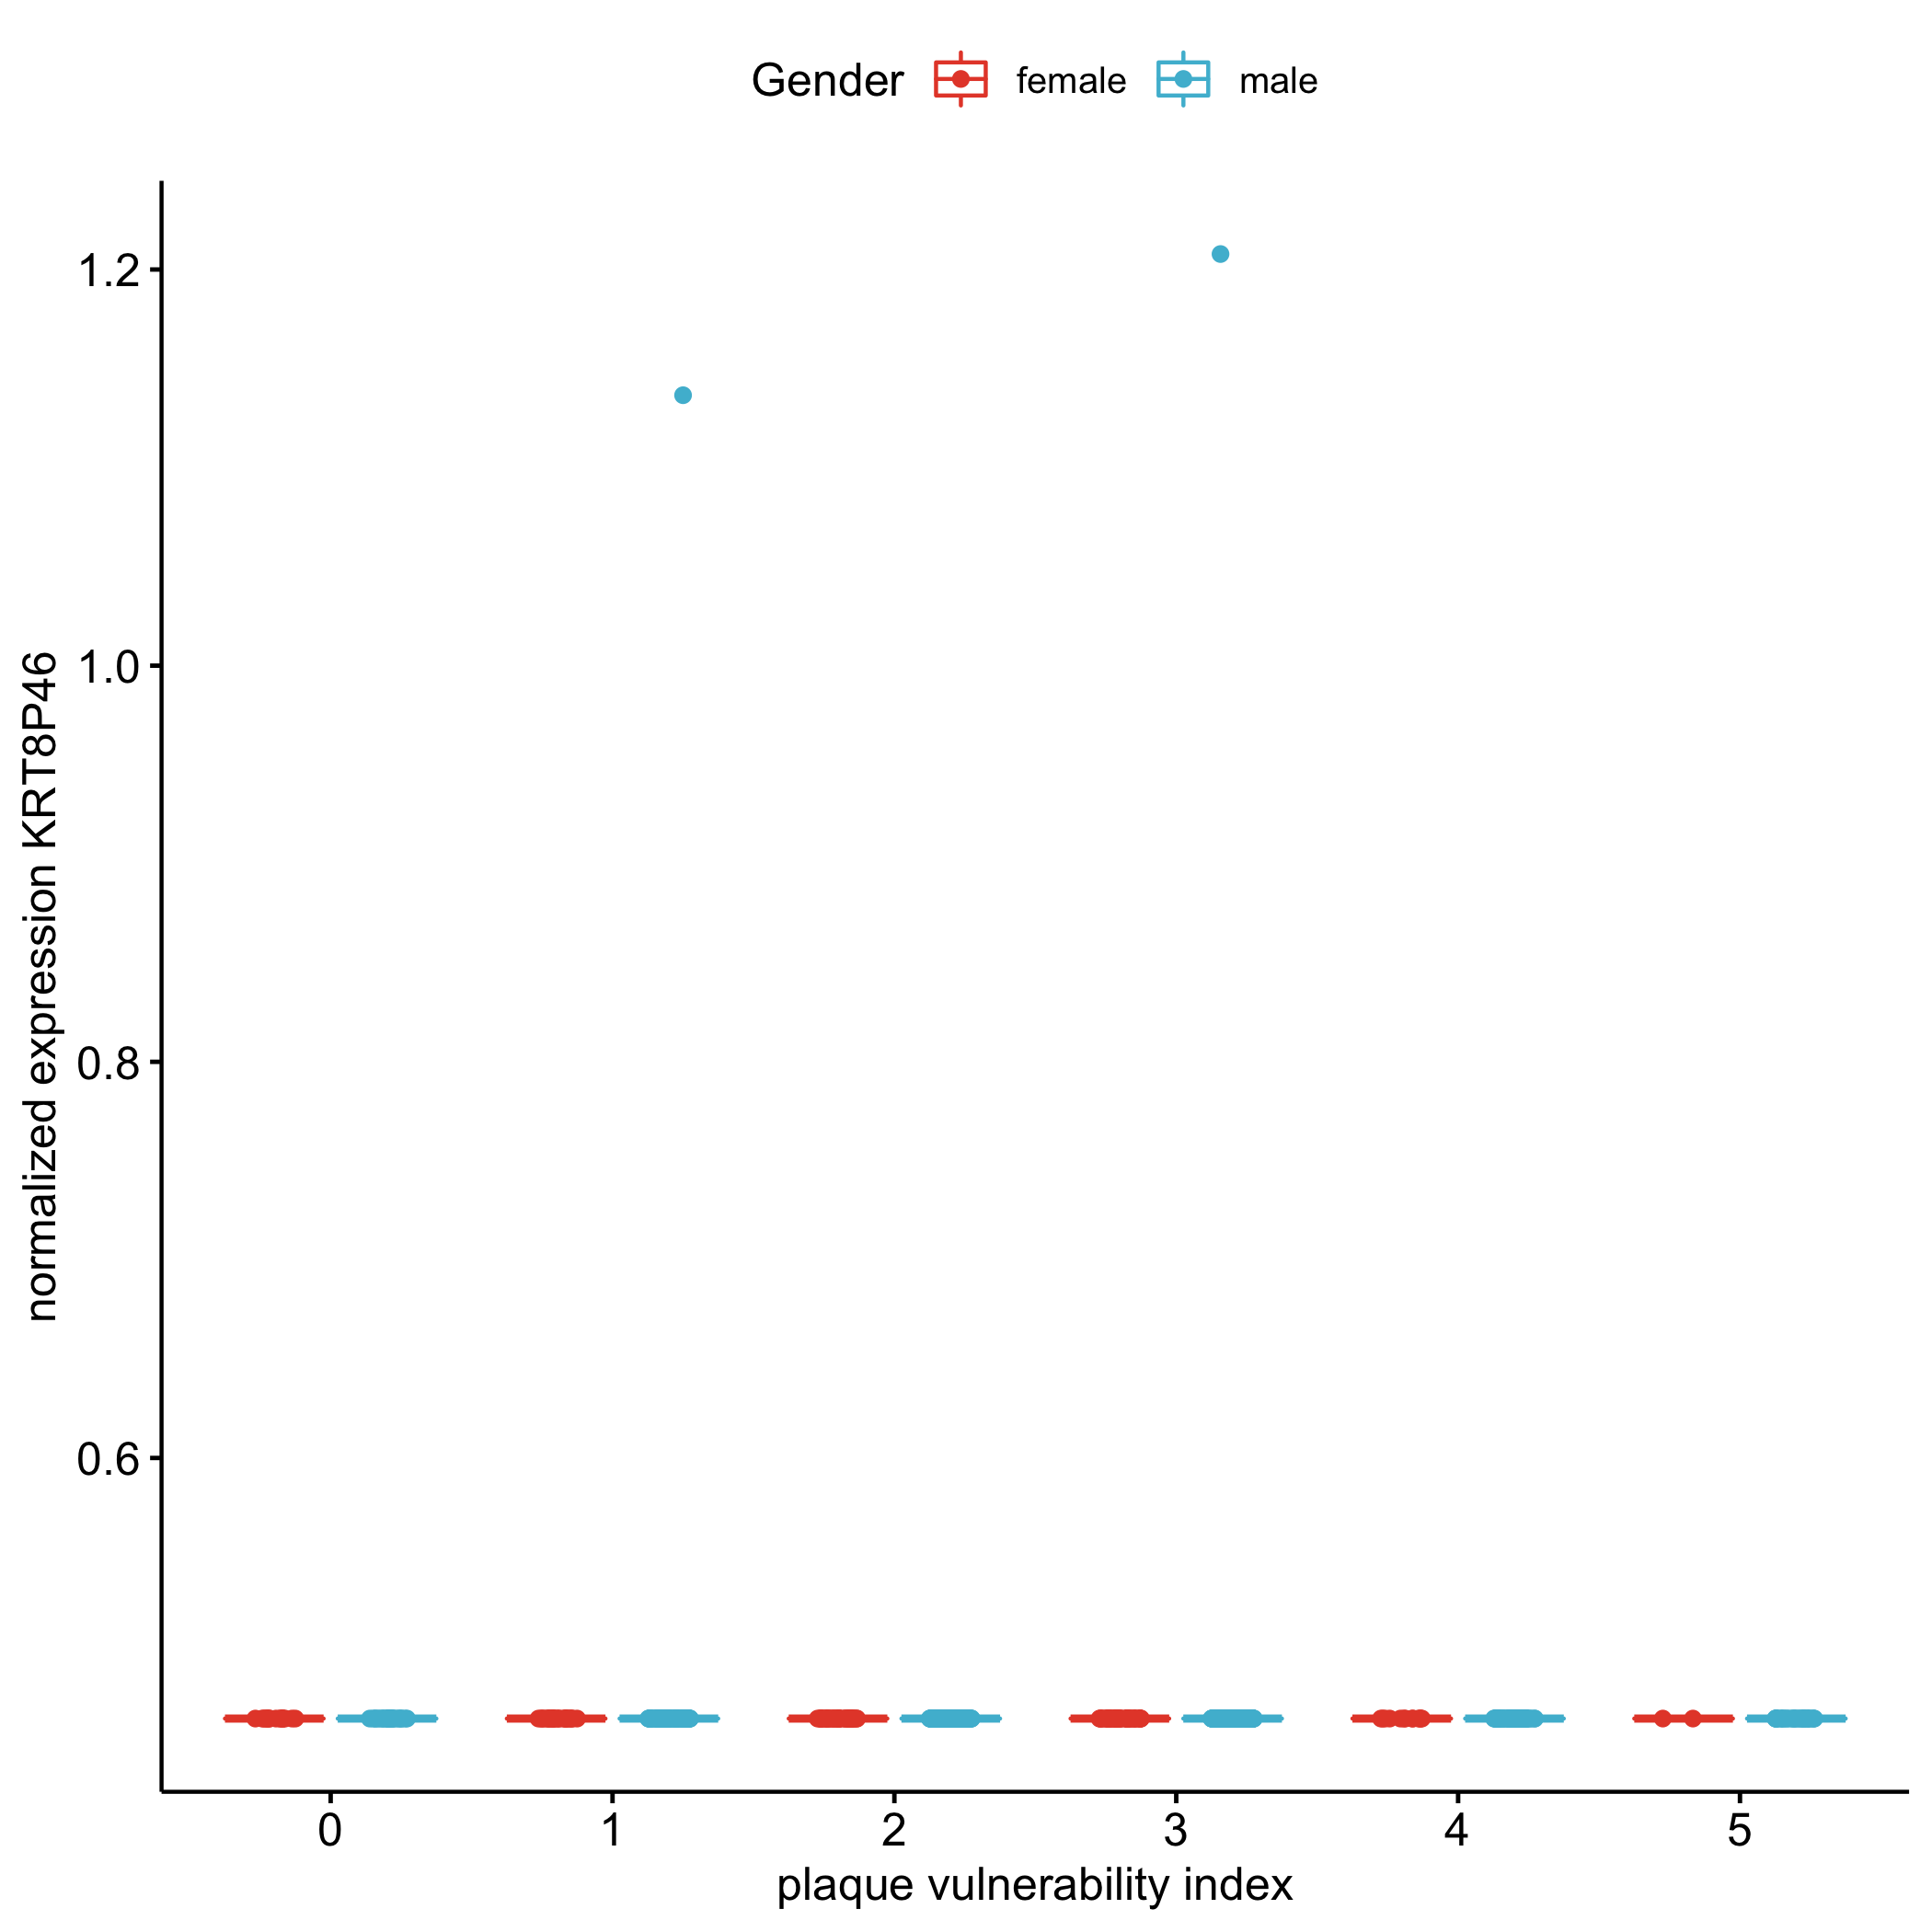 Gender female male
normalized expression KRT8P46
1.2
1.0
0.8
0.6
0 1 2 3 4 5
plaque vulnerability index